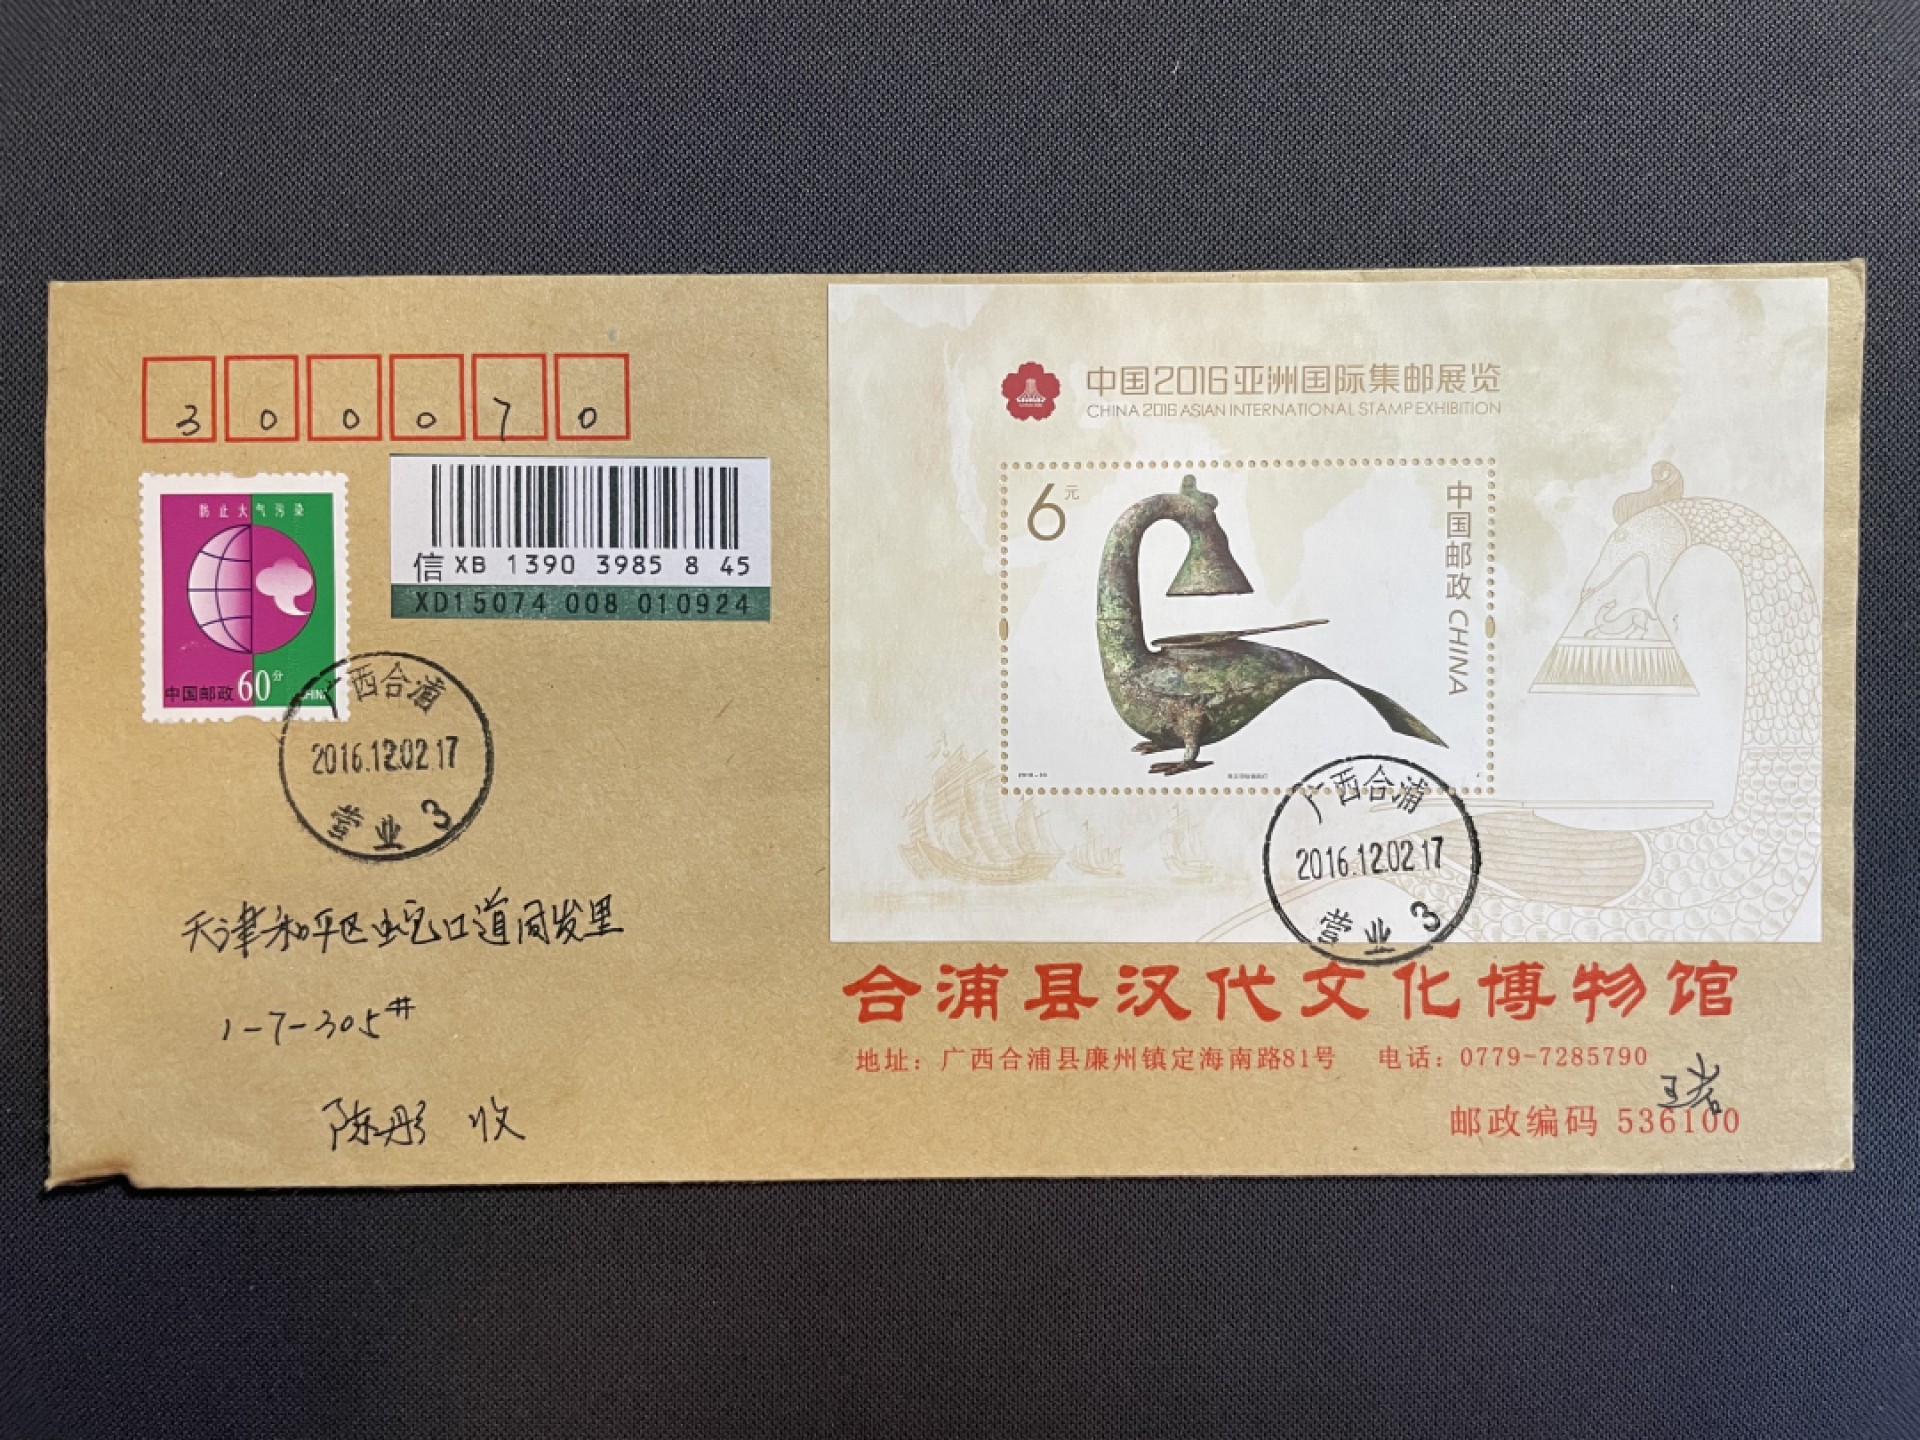 300070
防止大气污染
中国邮政 60分 CHINA
信 XB 1390 3985 8 45
XD15074 008 010924
广西合浦
2016.12.02.17
营业 3
天津和平区蛇口道同发里
1-7-305#
陈彤 收
中国2016亚洲国际集邮展览
CHINA 2016 ASIAN INTERNATIONAL STAMP EXHIBITION
6元
中国邮政 CHINA
广西合浦
2016.12.02.17
营业 3
合浦县汉代文化博物馆
地址：广西合浦县廉州镇定海南路81号 电话：0779-7285790
邮政编码 536100